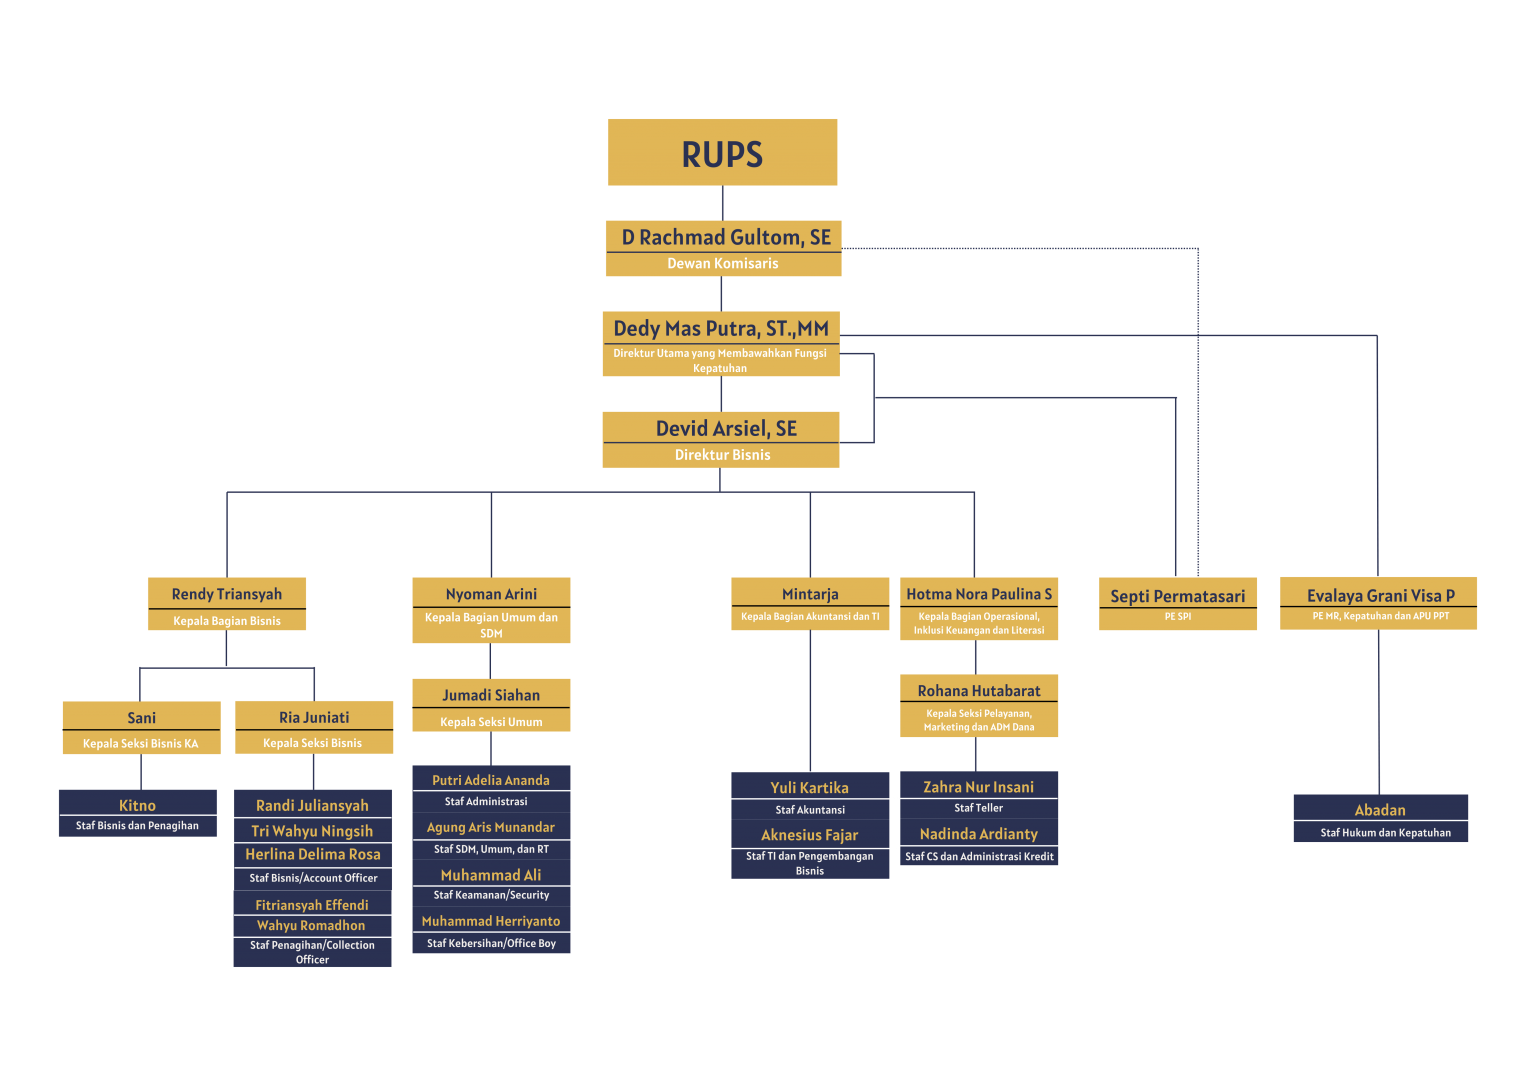 RUPS
D Rachmad Gultom, SE
Dewan Komisaris
Dedy Mas Putra, ST.,MM
Direktur Utama yang Membawahkan Fungsi
Kepatuhan
Devid Arsiel, SE
Direktur Bisnis
Rendy Triansyah
Kepala Bagian Bisnis
Nyoman Arini
Kepala Bagian Umum dan
SDM
Mintarja
Kepala Bagian Akuntansi dan TI
Hotma Nora Paulina S
Kepala Bagian Operasional,
Inklusi Keuangan dan Literasi
Septi Permatasari
PE SPI
Evalaya Grani Visa P
PE MR, Kepatuhan dan APU PPT
Sani
Kepala Seksi Bisnis KA
Ria Juniati
Kepala Seksi Bisnis
Jumadi Siahan
Kepala Seksi Umum
Rohana Hutabarat
Kepala Seksi Pelayanan,
Marketing dan ADM Dana
Kitno
Staf Bisnis dan Penagihan
Randi Juliansyah
Tri Wahyu Ningsih
Herlina Delima Rosa
Staf Bisnis/Account Officer
Fitriansyah Effendi
Wahyu Romadhon
Staf Penagihan/Collection
Officer
Putri Adelia Ananda
Staf Administrasi
Agung Aris Munandar
Staf SDM, Umum, dan RT
Muhammad Ali
Staf Keamanan/Security
Muhammad Herriyanto
Staf Kebersihan/Office Boy
Yuli Kartika
Staf Akuntansi
Aknesius Fajar
Staf TI dan Pengembangan
Bisnis
Zahra Nur Insani
Staf Teller
Nadinda Ardianty
Staf CS dan Administrasi Kredit
Abadan
Staf Hukum dan Kepatuhan